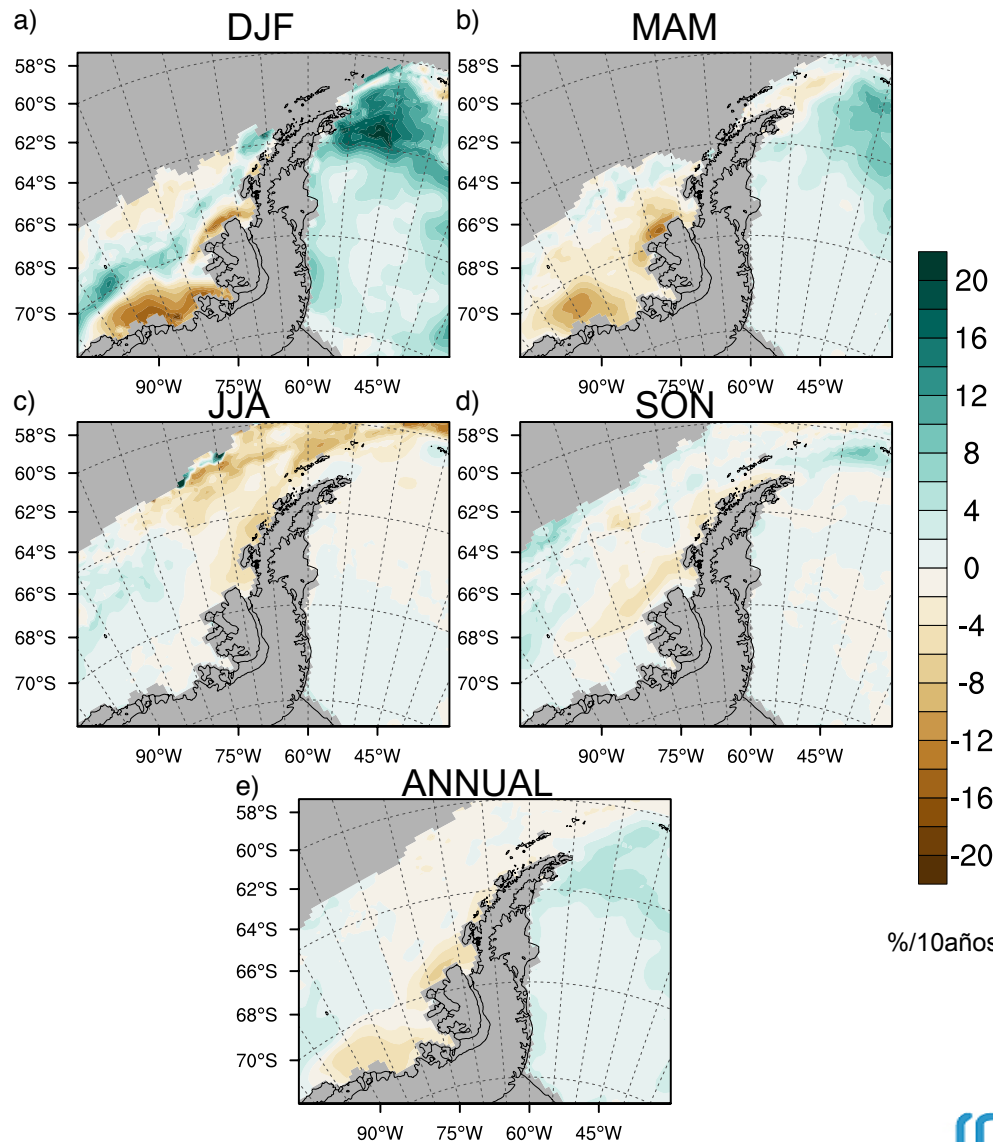 a)
DJF
58°S
60°S
62°S
64°S
66°S
68°S
70°S
90°W
75°W
60°W
45°W
b)
MAM
58°S
60°S
62°S
64°S
66°S
68°S
70°S
90°W
75°W
60°W
45°W
c)
JJA
58°S
60°S
62°S
64°S
66°S
68°S
70°S
90°W
75°W
60°W
45°W
d)
SON
58°S
60°S
62°S
64°S
66°S
68°S
70°S
90°W
75°W
60°W
45°W
e)
ANNUAL
58°S
60°S
62°S
64°S
66°S
68°S
70°S
90°W
75°W
60°W
45°W
20
16
12
8
4
0
-4
-8
-12
-16
-20
%/10años